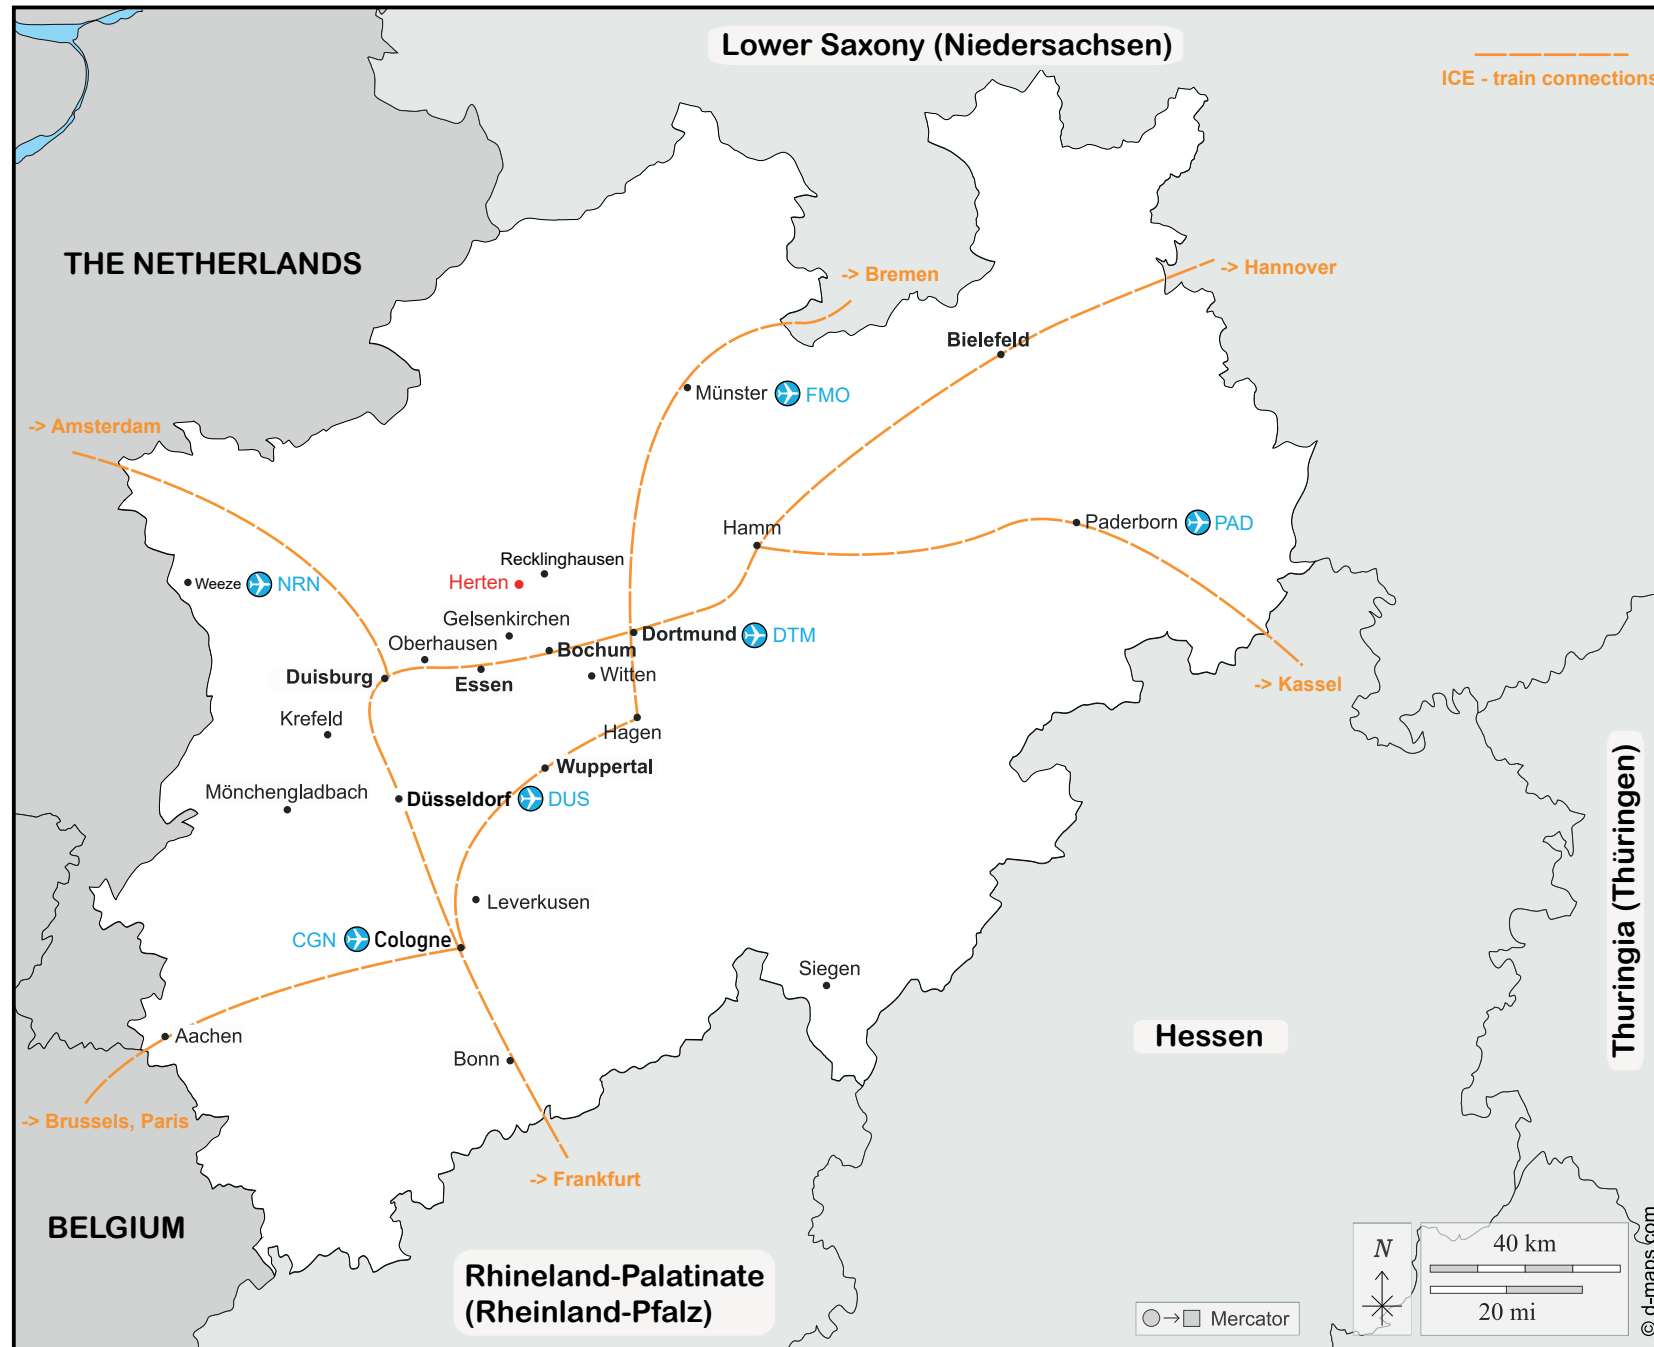 Lower Saxony (Niedersachsen)
ICE - train connections
THE NETHERLANDS
-> Bremen
-> Hannover
Bielefeld
Münster
FMO
-> Amsterdam
Hamm
Paderborn
PAD
Recklinghausen
Herten
Weeze
NRN
Gelsenkirchen
Oberhausen
Dortmund
DTM
Bochum
Duisburg
Essen
Witten
-> Kassel
Krefeld
Hagen
Wuppertal
Mönchengladbach
Düsseldorf
DUS
Leverkusen
CGN
Cologne
Siegen
Aachen
Bonn
Hessen
Thuringia (Thüringen)
-> Brussels, Paris
-> Frankfurt
BELGIUM
Rhineland-Palatinate
(Rheinland-Pfalz)
Mercator
N
40 km
20 mi
© d-maps.com